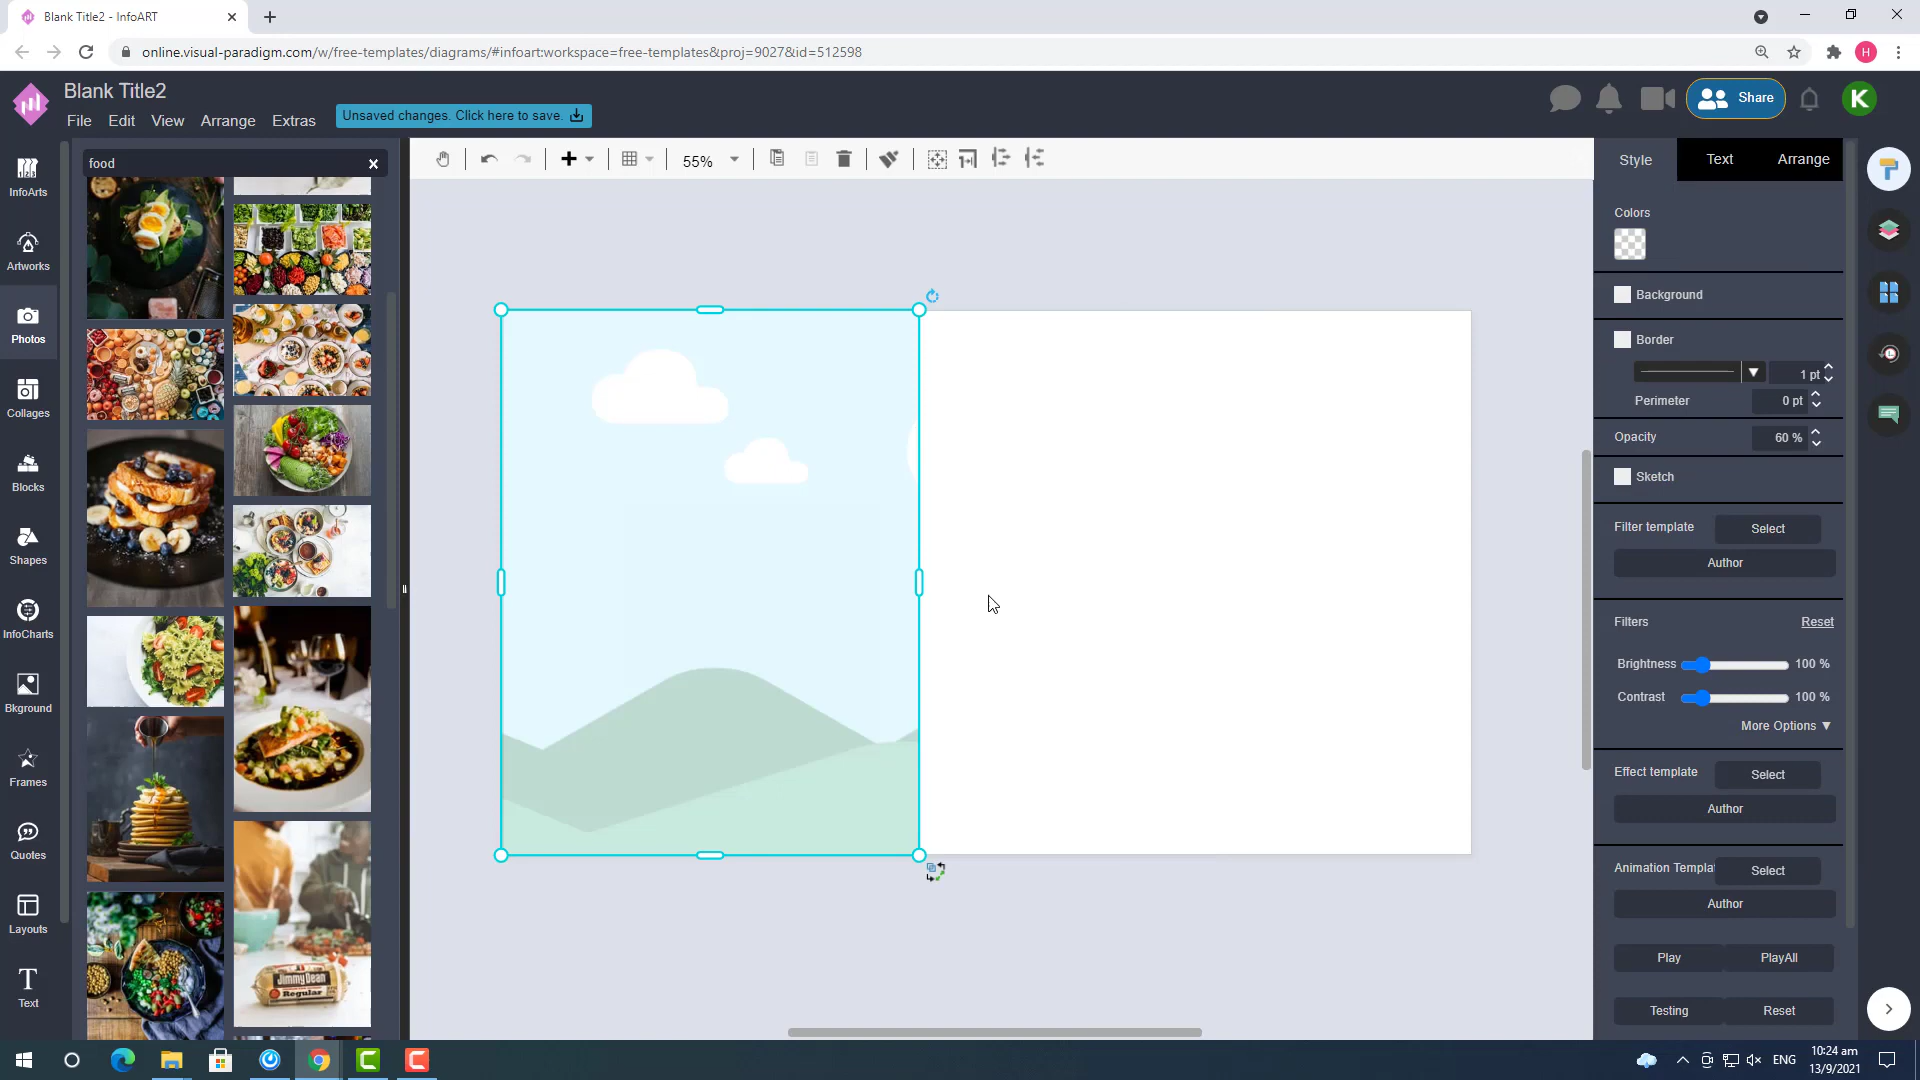 Blank Title2 - InfoART
online.visual-paradigm.com/w/free-templates/diagrams/#infoart:workspace=free-templates&proj=9027&id=512598
H
Blank Title2
File Edit View Arrange Extras
Unsaved changes. Click here to save.
Share
K
food
55%
InfoArts
Artworks
Photos
Collages
Blocks
Shapes
InfoCharts
Bkground
Frames
Quotes
Layouts
Text
Jimmy Dean
Regular
Style Text Arrange
Colors
Background
Border
1 pt
Perimeter 0 pt
Opacity 60 %
Sketch
Filter template Select
Author
Filters Reset
Brightness 100 %
Contrast 100 %
More Options ▼
Effect template Select
Author
Animation Templa Select
Author
Play PlayAll
Testing Reset
ENG
10:24 am
13/9/2021